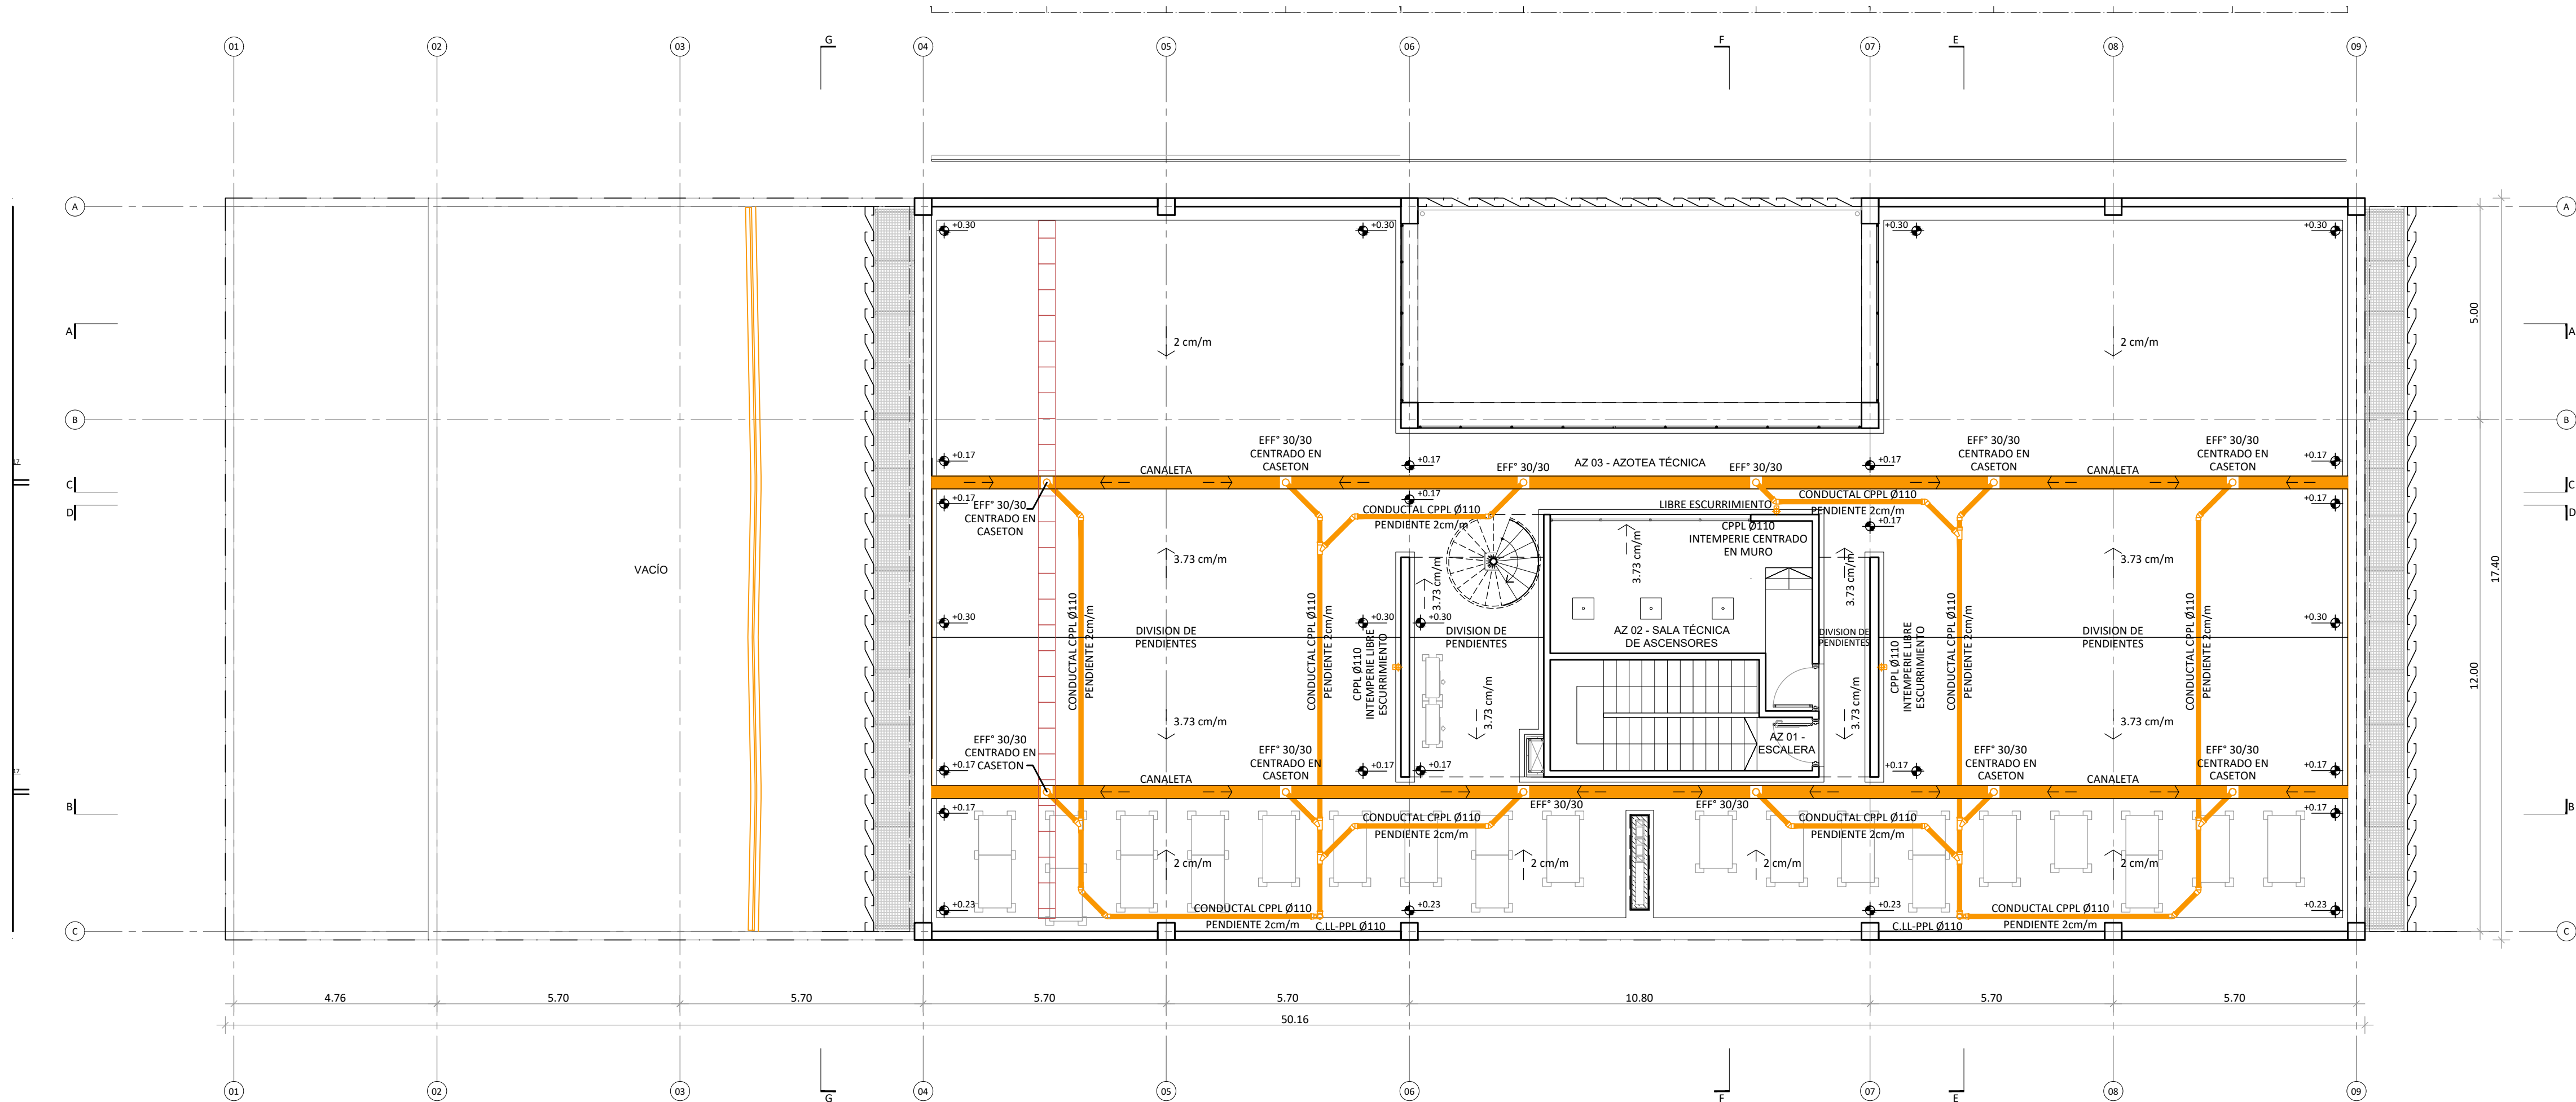 G
F
E
01
02
03
04
05
06
07
08
09
A
A
+0.30
+0.30
+0.30
+0.30
5.00
A
2 cm/m
2 cm/m
A
B
B
EFF° 30/30
CENTRADO EN
CASETON
EFF° 30/30
CENTRADO EN
CASETON
EFF° 30/30
CENTRADO EN
CASETON
+0.17
CANALETA
+0.17
EFF° 30/30
AZ 03 - AZOTEA TÉCNICA
EFF° 30/30
+0.17
CANALETA
+0.17
17
C
C
D
D
+0.17
EFF° 30/30
CENTRADO EN
CASETON
+0.17
CONDUCTAL CPPL Ø110
PENDIENTE 2cm/m
LIBRE ESCURRIMIENTO
CONDUCTAL CPPL Ø110
PENDIENTE 2cm/m
+0.17
+0.17
CPPL Ø110
INTEMPERIE CENTRADO
EN MURO
VACÍO
3.73 cm/m
3.73 cm/m
3.73 cm/m
3.73 cm/m
3.73 cm/m
17.40
CONDUCTAL CPPL Ø110
PENDIENTE 2cm/m
CONDUCTAL CPPL Ø110
PENDIENTE 2cm/m
CONDUCTAL CPPL Ø110
PENDIENTE 2cm/m
CONDUCTAL CPPL Ø110
PENDIENTE 2cm/m
+0.30
+0.30
+0.30
+0.30
DIVISION DE
PENDIENTES
DIVISION DE
PENDIENTES
AZ 02 - SALA TÉCNICA
DE ASCENSORES
DIVISION DE
PENDIENTES
DIVISION DE
PENDIENTES
CPPL Ø110
INTEMPERIE LIBRE
ESCURRIMIENTO
CPPL Ø110
INTEMPERIE LIBRE
ESCURRIMIENTO
12.00
3.73 cm/m
3.73 cm/m
3.73 cm/m
3.73 cm/m
AZ 01 -
ESCALERA
EFF° 30/30
CENTRADO EN
CASETON
EFF° 30/30
CENTRADO EN
CASETON
EFF° 30/30
CENTRADO EN
CASETON
EFF° 30/30
CENTRADO EN
CASETON
+0.17
CANALETA
+0.17
+0.17
+0.17
CANALETA
+0.17
17
B
B
+0.17
EFF° 30/30
EFF° 30/30
+0.17
CONDUCTAL CPPL Ø110
PENDIENTE 2cm/m
CONDUCTAL CPPL Ø110
PENDIENTE 2cm/m
2 cm/m
2 cm/m
2 cm/m
2 cm/m
+0.23
CONDUCTAL CPPL Ø110
PENDIENTE 2cm/m
C.LL-PPL Ø110
+0.23
+0.23
C.LL-PPL Ø110
CONDUCTAL CPPL Ø110
PENDIENTE 2cm/m
+0.23
C
C
4.76
5.70
5.70
5.70
5.70
10.80
5.70
5.70
50.16
01
02
03
04
05
06
07
08
09
G
F
E